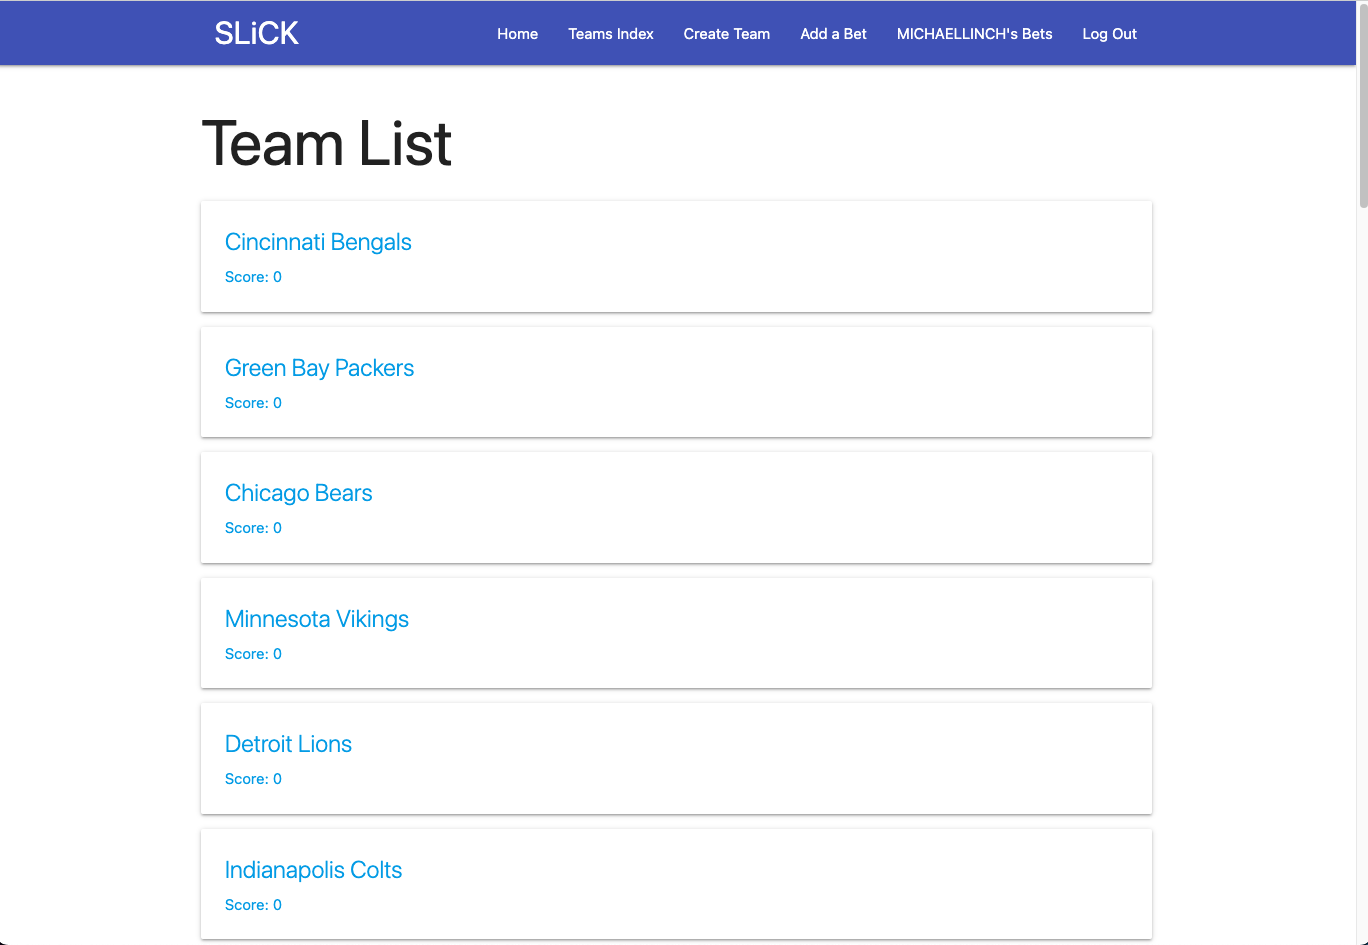 SLiCK Home Teams Index Create Team Add a Bet MICHAELLINCH's Bets Log Out
Team List
Cincinnati Bengals
Score: 0
Green Bay Packers
Score: 0
Chicago Bears
Score: 0
Minnesota Vikings
Score: 0
Detroit Lions
Score: 0
Indianapolis Colts
Score: 0